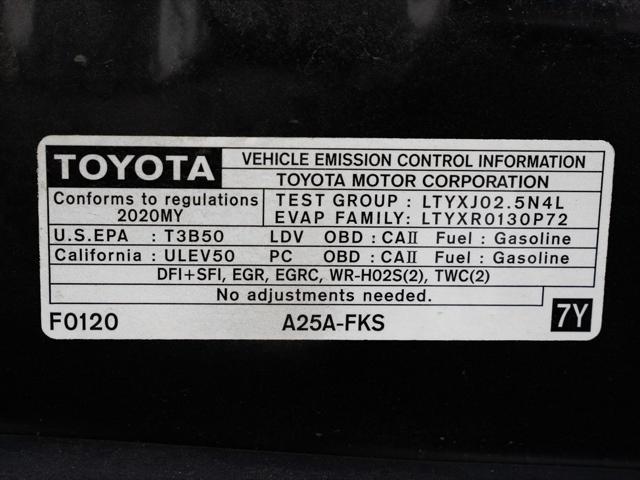 TOYOTA
VEHICLE EMISSION CONTROL INFORMATION
TOYOTA MOTOR CORPORATION
Conforms to regulations
2020MY
TEST GROUP : LTYXJ02.5N4L
EVAP FAMILY: LTYXR0130P72
U.S.EPA : T3B50 LDV OBD : CAII Fuel : Gasoline
California : ULEV50 PC OBD : CAII Fuel : Gasoline
DFI+SFI, EGR, EGRC, WR-HO2S(2), TWC(2)
No adjustments needed.
F0120 A25A-FKS 7Y